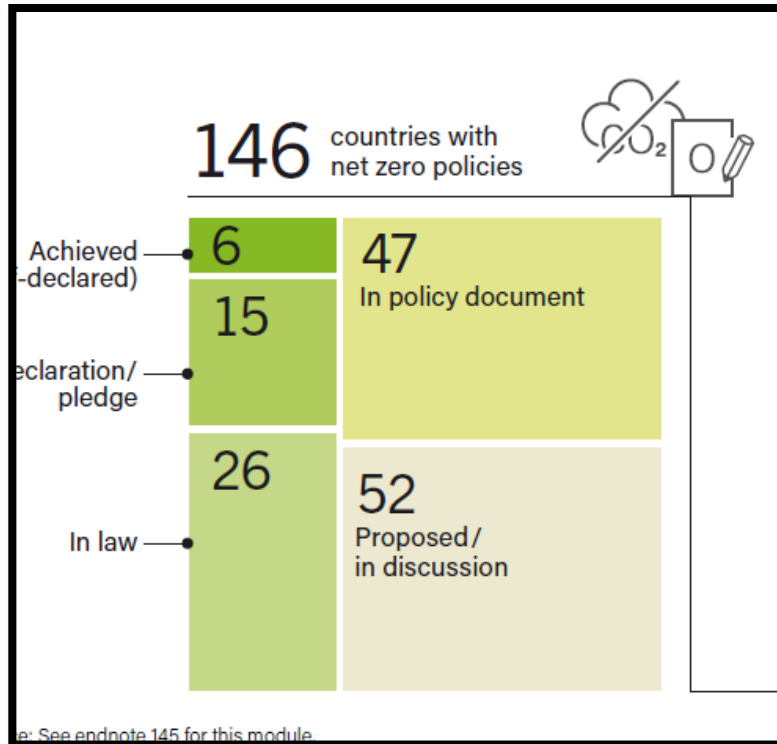 146 countries with
net zero policies
CO₂
0
Achieved
-declared)
6
47
In policy document
15
eclaration/
pledge
26
In law
52
Proposed/
in discussion
e: See endnote 145 for this module.